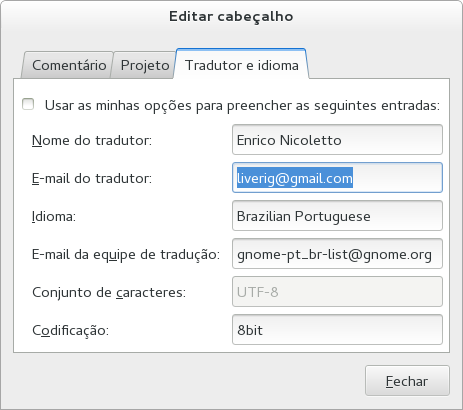 Editar cabeçalho
Comentário Projeto Tradutor e idioma
Usar as minhas opções para preencher as seguintes entradas:
Nome do tradutor: Enrico Nicoletto
E-mail do tradutor: liverig@gmail.com
Idioma: Brazilian Portuguese
E-mail da equipe de tradução: gnome-pt_br-list@gnome.org
Conjunto de caracteres: UTF-8
Codificação: 8bit
Fechar